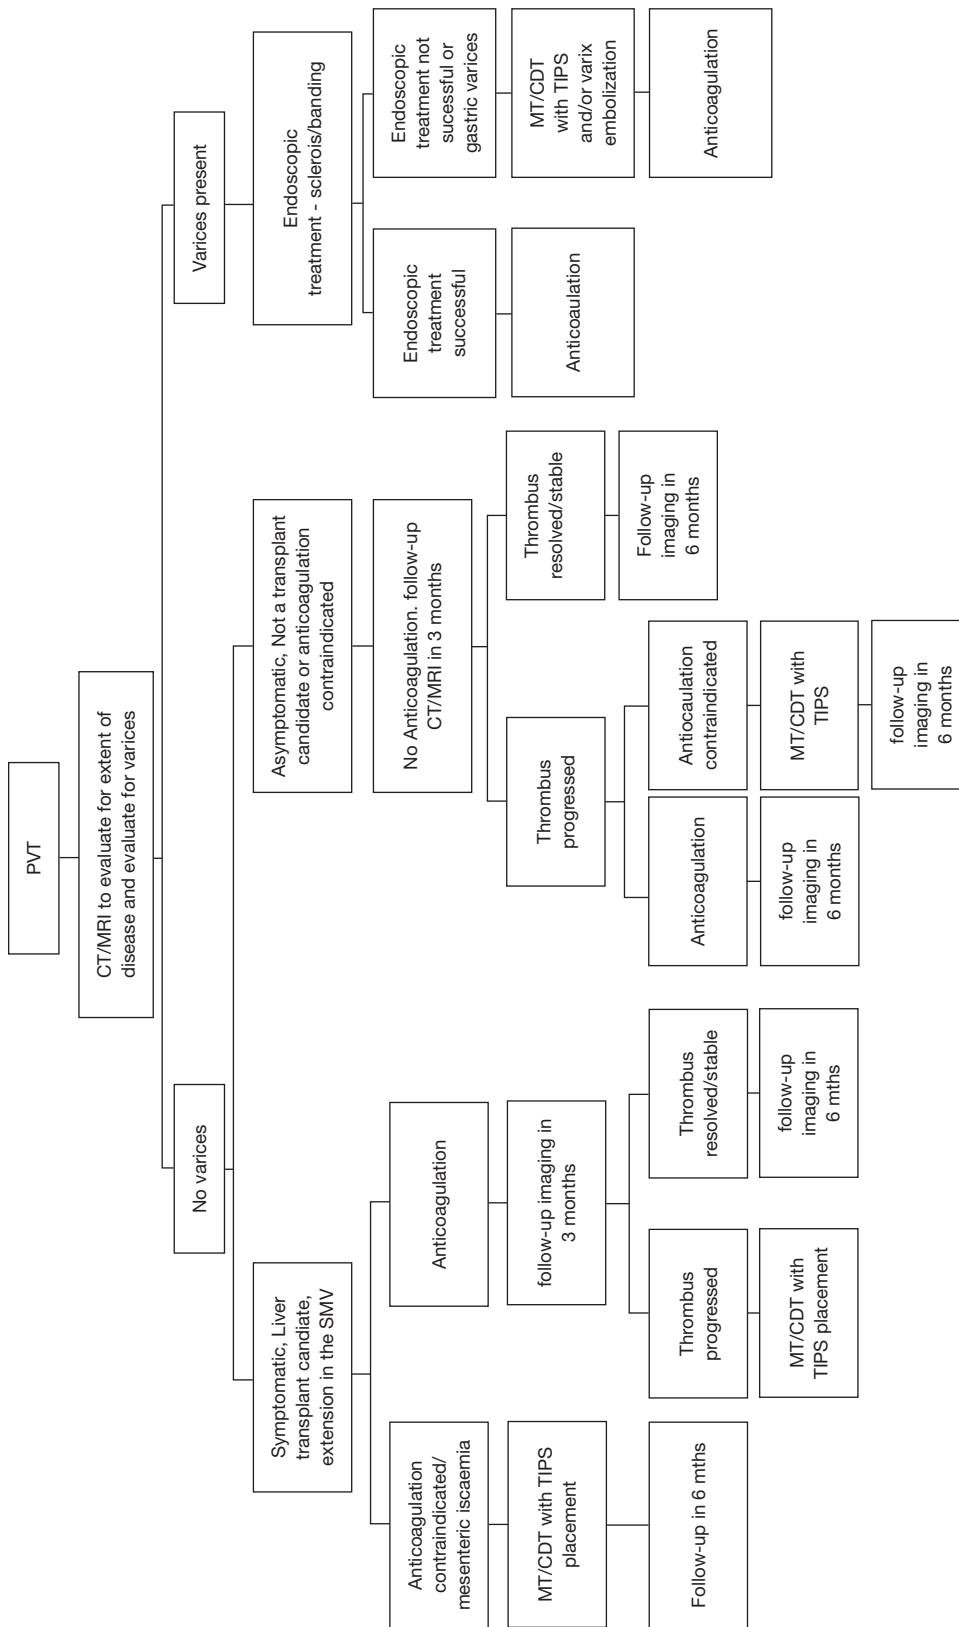 PVT
CT/MRI to evaluate for extent of
disease and evaluate for varices
No varices
Varices present
Symptomatic, Liver
transplant candiate,
extension in the SMV
Asymptomatic, Not a transplant
candidate or anticoagulation
contraindicated
Endoscopic
treatment - sclerois/banding
Anticoagulation
contraindicated/
mesenteric iscaemia
Anticoagulation
No Anticoagulation. follow-up
CT/MRI in 3 months
Endoscopic
treatment
successful
Endoscopic
treatment not
sucessful or
gastric varices
MT/CDT with TIPS
placement
follow-up imaging in
3 months
Thrombus
progressed
Thrombus
resolved/stable
Anticoaulation
MT/CDT
with TIPS
and/or varix
embolization
Follow-up in 6 mths
Thrombus
progressed
Thrombus
resolved/stable
Anticoagulation
Antiocaulation
contraindicated
Follow-up
imaging in
6 months
Anticoagulation
MT/CDT with
TIPS placement
follow-up
imaging in
6 mths
follow-up
imaging in
6 months
MT/CDT with
TIPS
follow-up
imaging in
6 months